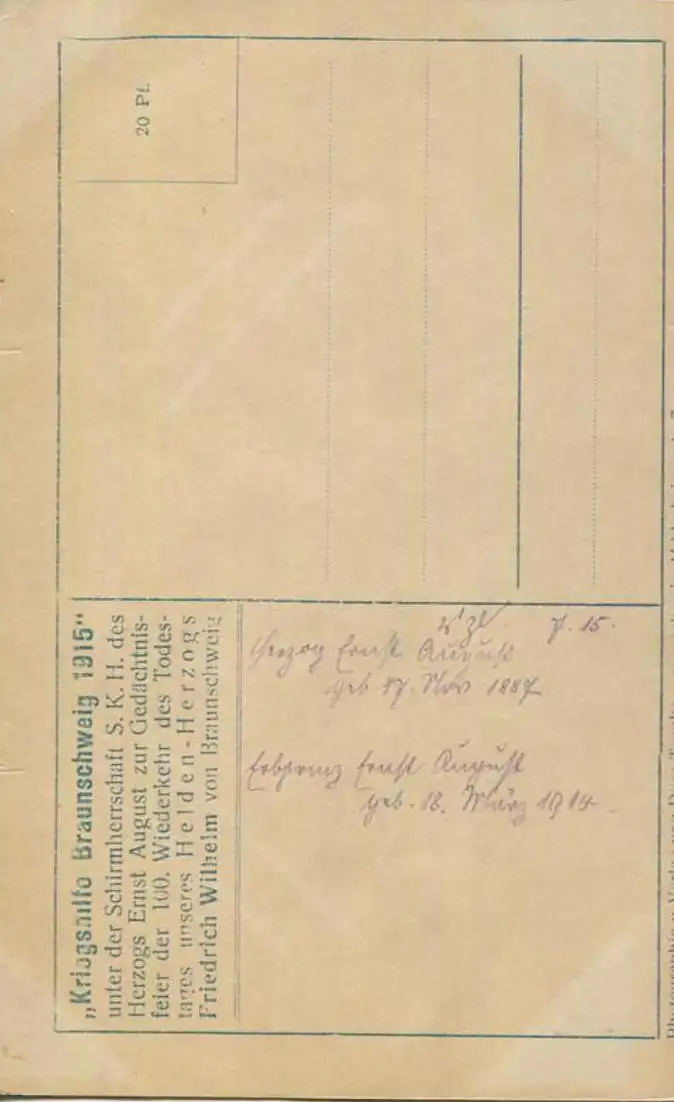 „Kriegshilfe Braunschweig 1915“
unter der Schirmherrschaft S. K. H. des
Herzogs Ernst August zur Gedächtnis-
feier der 100. Wiederkehr des Todes-
tages unseres Helden-Herzogs
Friedrich Wilhelm von Braunschweig
20 Pf.
15.
Herzog Ernst August
geb 17. Nov 1887
Erbprinz Ernst August
geb. 18. März 1914